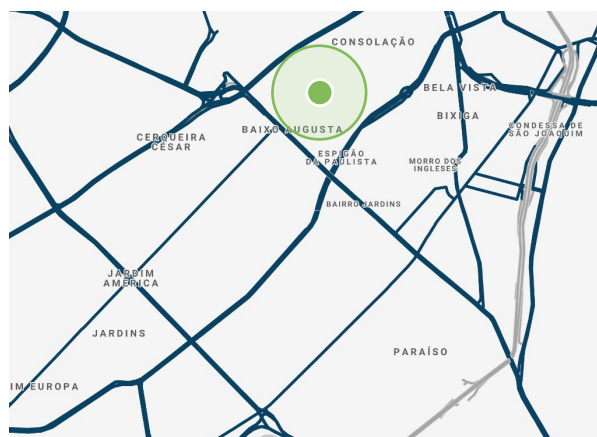 CONSOLAÇÃO
BELA VISTA
BIXIGA
CONDESSA DE
SÃO JOAQUIM
BAIXO AUGUSTA
CERQUEIRA
CÉSAR
ESPIGÃO
DA PAULISTA
MORRO DOS
INGLESES
BAIRRO JARDINS
JARDIM
AMÉRICA
JARDINS
PARAÍSO
IM EUROPA